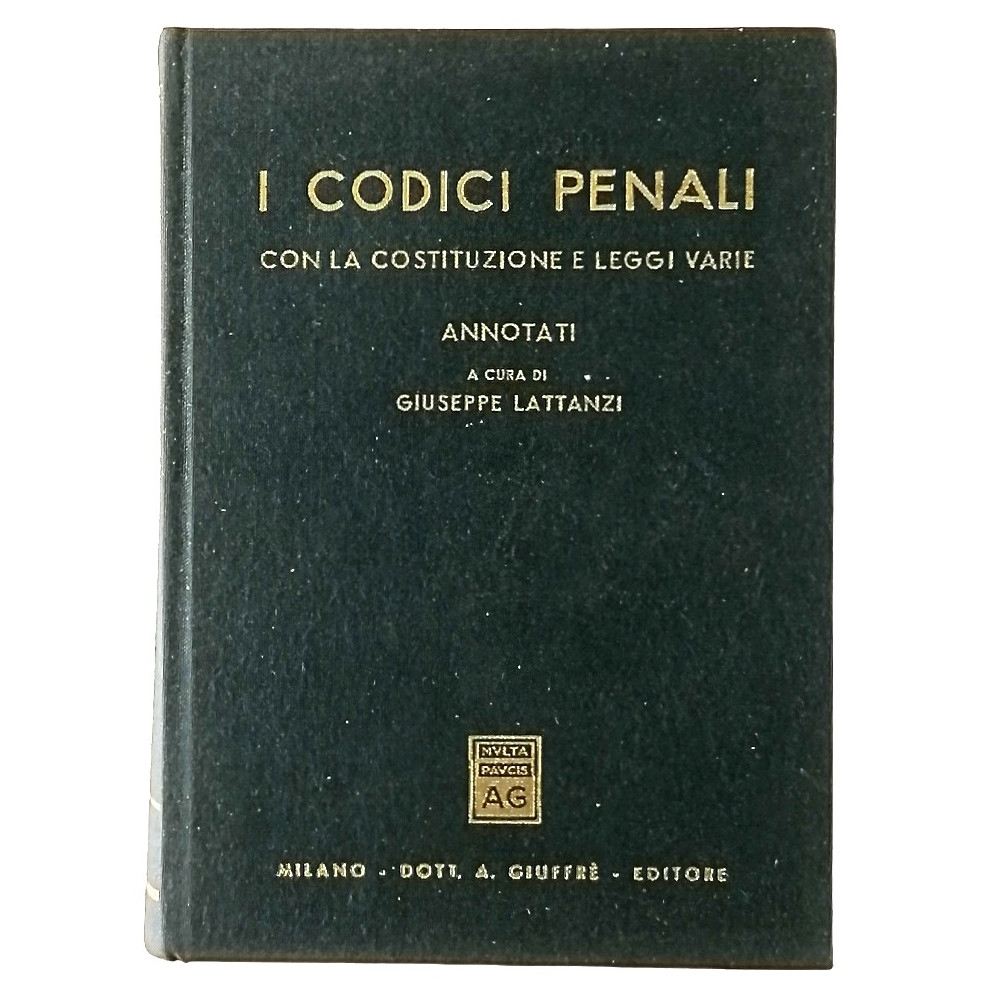 I CODICI PENALI
CON LA COSTITUZIONE E LEGGI VARIE
ANNOTATI
A CURA DI
GIUSEPPE LATTANZI
MVLTA
PAVCIS
AG
MILANO - DOTT. A. GIUFFRÈ - EDITORE